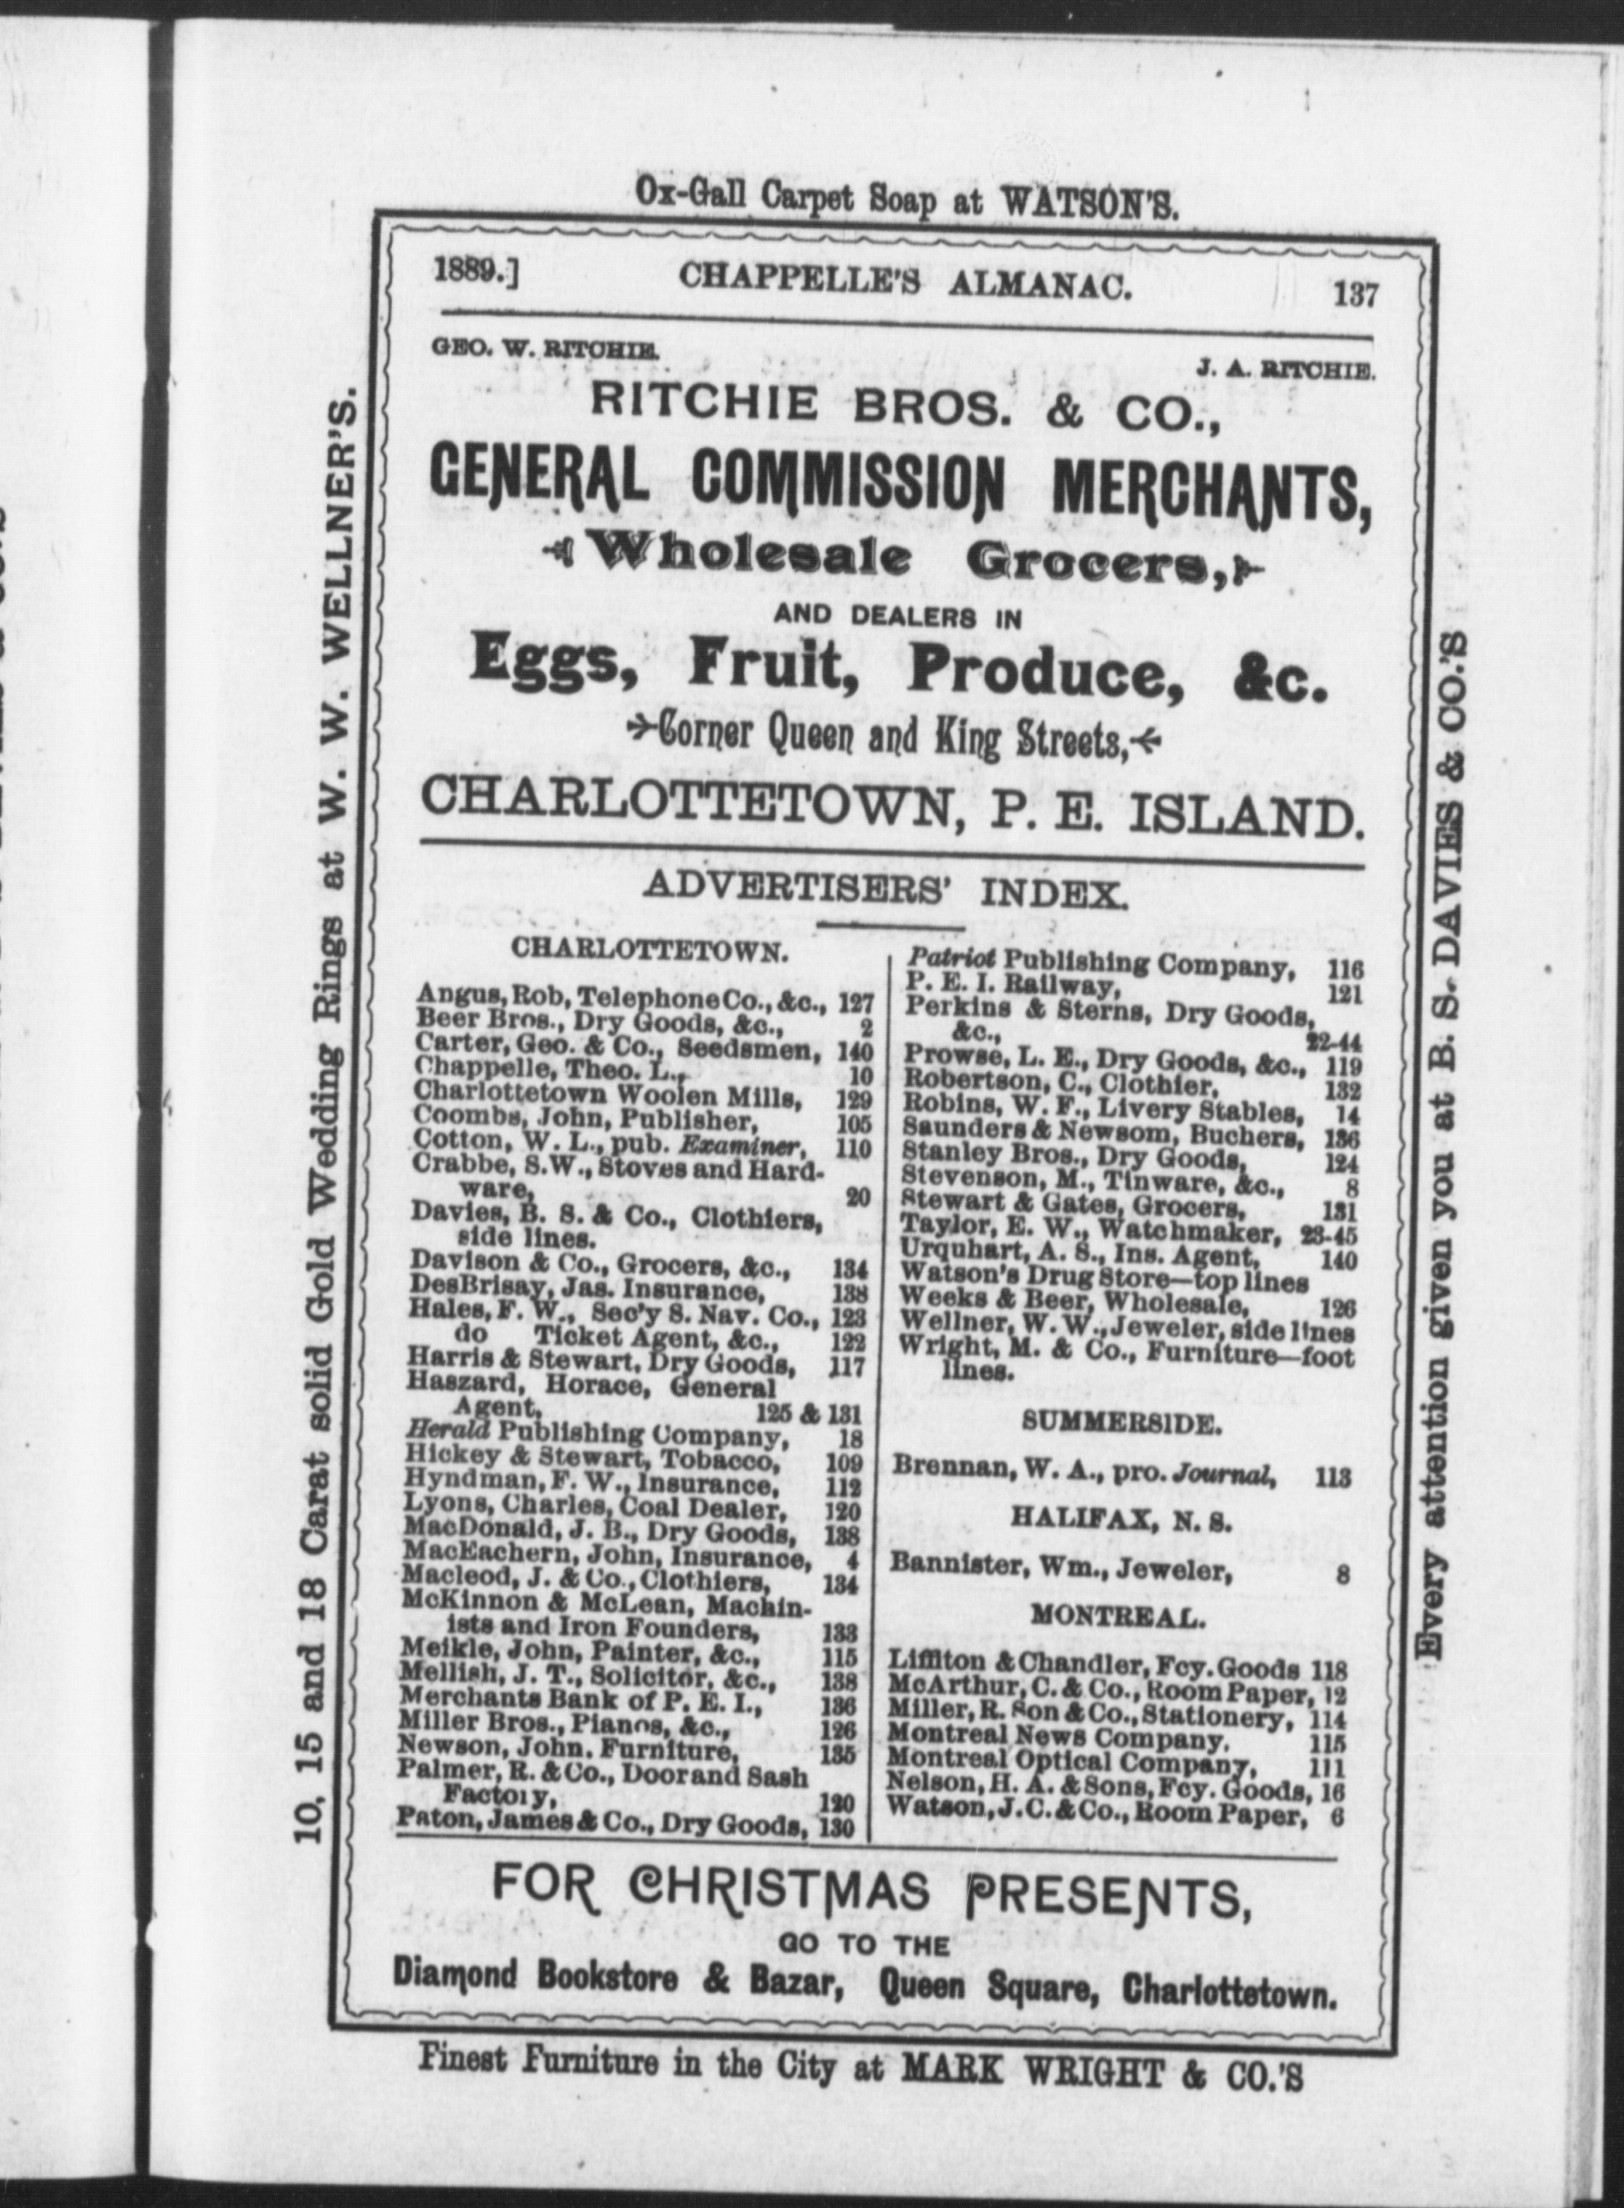 Ox-Gall Carpet Soap at WATSON'S.
1889.] CHAPPELLE'S ALMANAC. 137
GEO. W. RITCHIE. J. A. RITCHIE.
RITCHIE BROS. & CO.,
GENERAL COMMISSION MERCHANTS,
Wholesale Grocers,
AND DEALERS IN
Eggs, Fruit, Produce, &c.
Corner Queen and King Streets,
CHARLOTTETOWN, P. E. ISLAND.
ADVERTISERS' INDEX.
CHARLOTTETOWN.
Angus, Rob, Telephone Co., &c., 127
Beer Bros., Dry Goods, &c., 2
Carter, Geo. & Co., Seedsmen, 140
Chappelle, Theo. L., 10
Charlottetown Woolen Mills, 129
Coombs, John, Publisher, 105
Cotton, W. L., pub. Examiner, 110
Crabbe, S.W., Stoves and Hard-
ware, 20
Davies, B. S. & Co., Clothiers,
side lines.
Davison & Co., Grocers, &c., 134
DesBrisay, Jas. Insurance, 138
Hales, F. W., Sec'y S. Nav. Co., 123
do Ticket Agent, &c., 122
Harris & Stewart, Dry Goods, 117
Haszard, Horace, General
Agent, 125 & 131
Herald Publishing Company, 18
Hickey & Stewart, Tobacco, 109
Hyndman, F. W., Insurance, 112
Lyons, Charles, Coal Dealer, 120
MacDonald, J. B., Dry Goods, 138
MacEachern, John, Insurance, 4
Macleod, J. & Co., Clothiers, 134
McKinnon & McLean, Machin-
ists and Iron Founders, 133
Meikle, John, Painter, &c., 115
Mellish, J. T., Solicitor, &c., 138
Merchants Bank of P. E. I., 136
Miller Bros., Pianos, &c., 126
Newson, John. Furniture, 135
Palmer, R. & Co., Door and Sash
Factory, 120
Paton, James & Co., Dry Goods, 130
Patriot Publishing Company, 116
P. E. I. Railway, 121
Perkins & Sterns, Dry Goods,
&c., 22-44
Prowse, L. E., Dry Goods, &c., 119
Robertson, C., Clothier, 132
Robins, W. F., Livery Stables, 14
Saunders & Newsom, Buchers, 136
Stanley Bros., Dry Goods, 124
Stevenson, M., Tinware, &c., 8
Stewart & Gates, Grocers, 131
Taylor, E. W., Watchmaker, 23-45
Urquhart, A. S., Ins. Agent, 140
Watson's Drug Store—top lines
Weeks & Beer, Wholesale, 126
Wellner, W. W., Jeweler, side lines
Wright, M. & Co., Furniture—foot
lines.
SUMMERSIDE.
Brennan, W. A., pro. Journal, 113
HALIFAX, N. S.
Bannister, Wm., Jeweler, 8
MONTREAL.
Liffiton & Chandler, Fcy. Goods 118
McArthur, C. & Co., Room Paper, 12
Miller, R. Son & Co., Stationery, 114
Montreal News Company. 115
Montreal Optical Company, 111
Nelson, H. A. & Sons, Fcy. Goods, 16
Watson, J. C. & Co., Room Paper, 6
FOR CHRISTMAS PRESENTS,
GO TO THE
Diamond Bookstore & Bazar, Queen Square, Charlottetown.
Finest Furniture in the City at MARK WRIGHT & CO.'S
10, 15 and 18 Carat solid Gold Wedding Rings at W. W. WELLNER'S.
Every attention given you at B. S. DAVIES & CO.'S